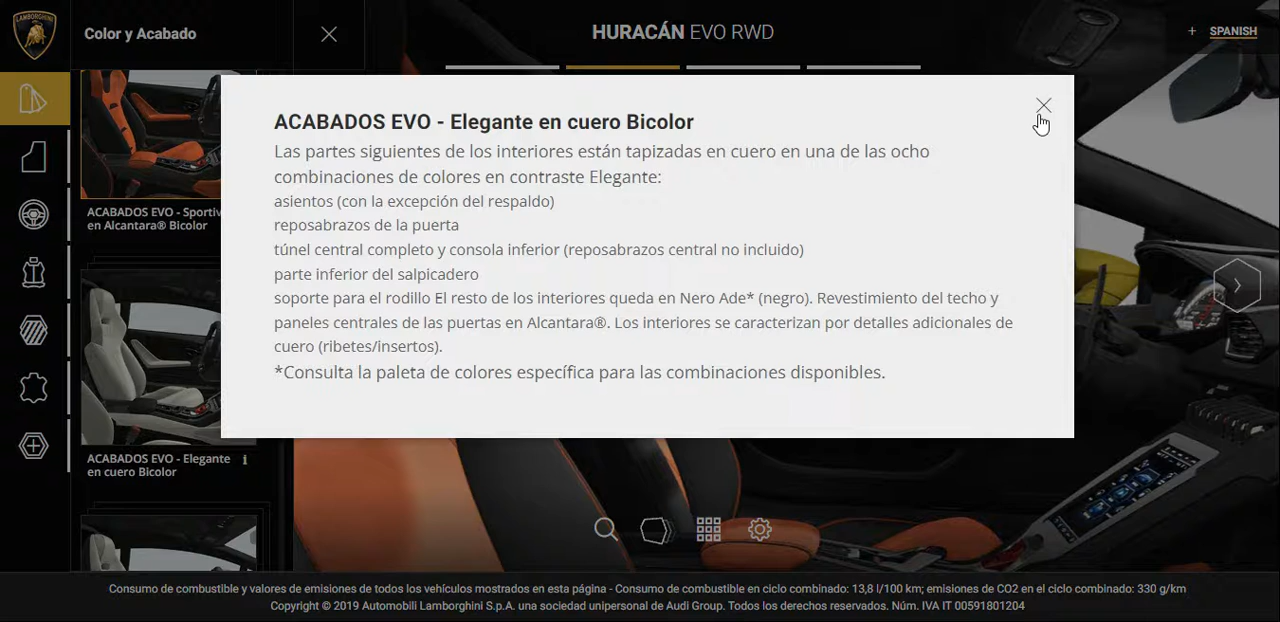 LAMBORGHINI
Color y Acabado
HURACÁN EVO RWD
+ SPANISH
ACABADOS EVO - Sportiv
en Alcantara® Bicolor
ACABADOS EVO - Elegante en cuero Bicolor
Las partes siguientes de los interiores están tapizadas en cuero en una de las ocho
combinaciones de colores en contraste Elegante:
asientos (con la excepción del respaldo)
reposabrazos de la puerta
túnel central completo y consola inferior (reposabrazos central no incluido)
parte inferior del salpicadero
soporte para el rodillo El resto de los interiores queda en Nero Ade* (negro). Revestimiento del techo y
paneles centrales de las puertas en Alcantara®. Los interiores se caracterizan por detalles adicionales de
cuero (ribetes/insertos).
*Consulta la paleta de colores específica para las combinaciones disponibles.
ACABADOS EVO - Elegante i
en cuero Bicolor
Consumo de combustible y valores de emisiones de todos los vehículos mostrados en esta página - Consumo de combustible en ciclo combinado: 13,8 l/100 km; emisiones de CO2 en el ciclo combinado: 330 g/km
Copyright © 2019 Automobili Lamborghini S.p.A. una sociedad unipersonal de Audi Group. Todos los derechos reservados. Núm. IVA IT 00591801204